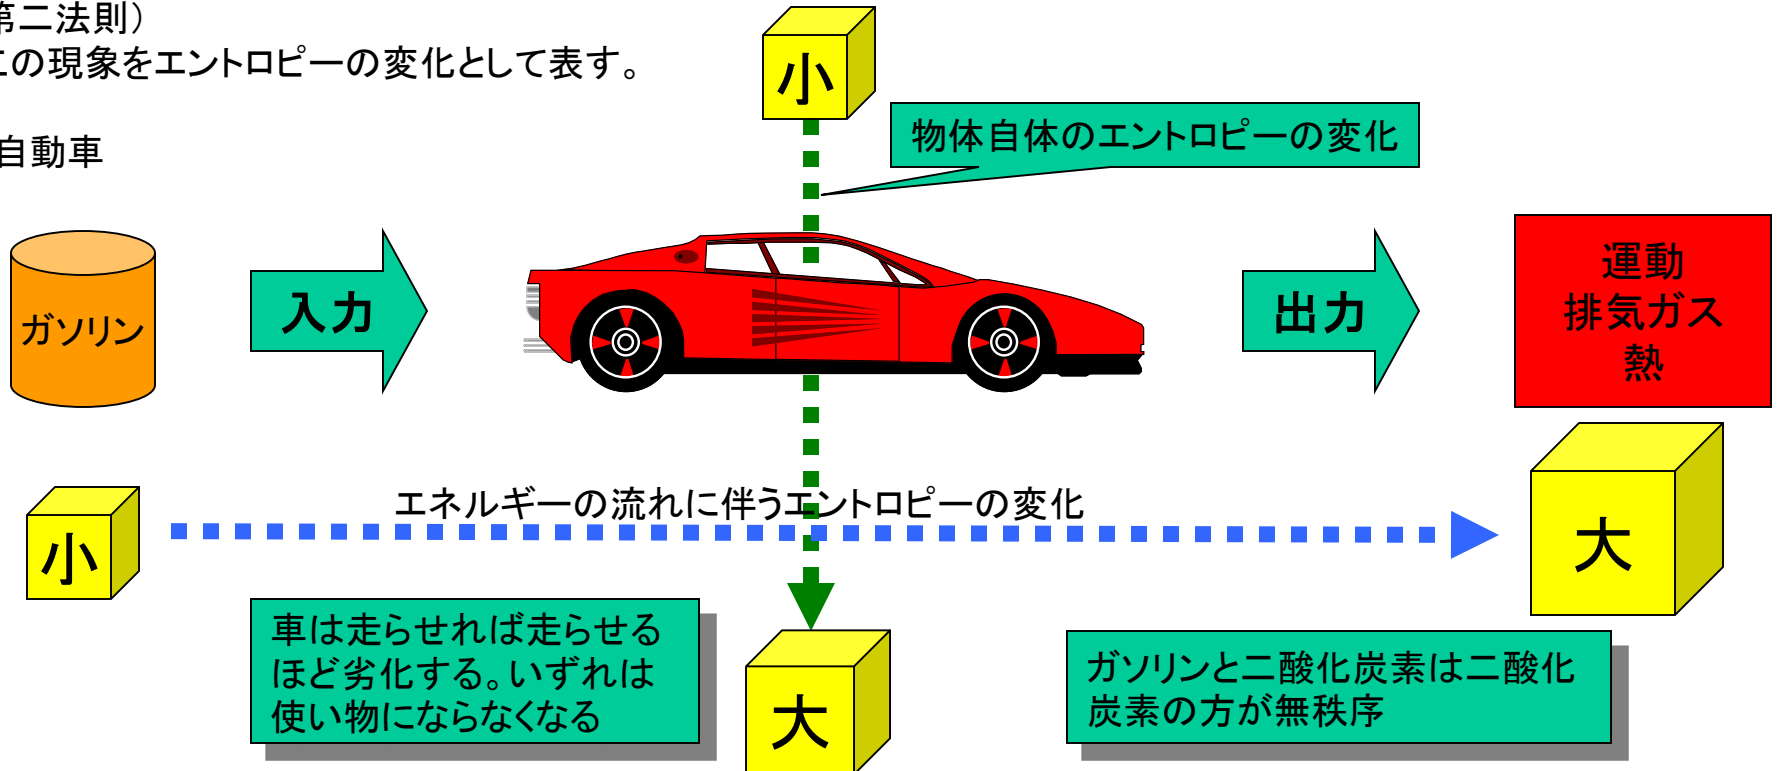 第二法則）
この現象をエントロピーの変化として表す。
自動車
小
物体自体のエントロピーの変化
ガソリン
入力
出力
運動
排気ガス
熱
エネルギーの流れに伴うエントロピーの変化
小
大
車は走らせれば走らせる
ほど劣化する。いずれは
使い物にならなくなる
大
ガソリンと二酸化炭素は二酸化
炭素の方が無秩序